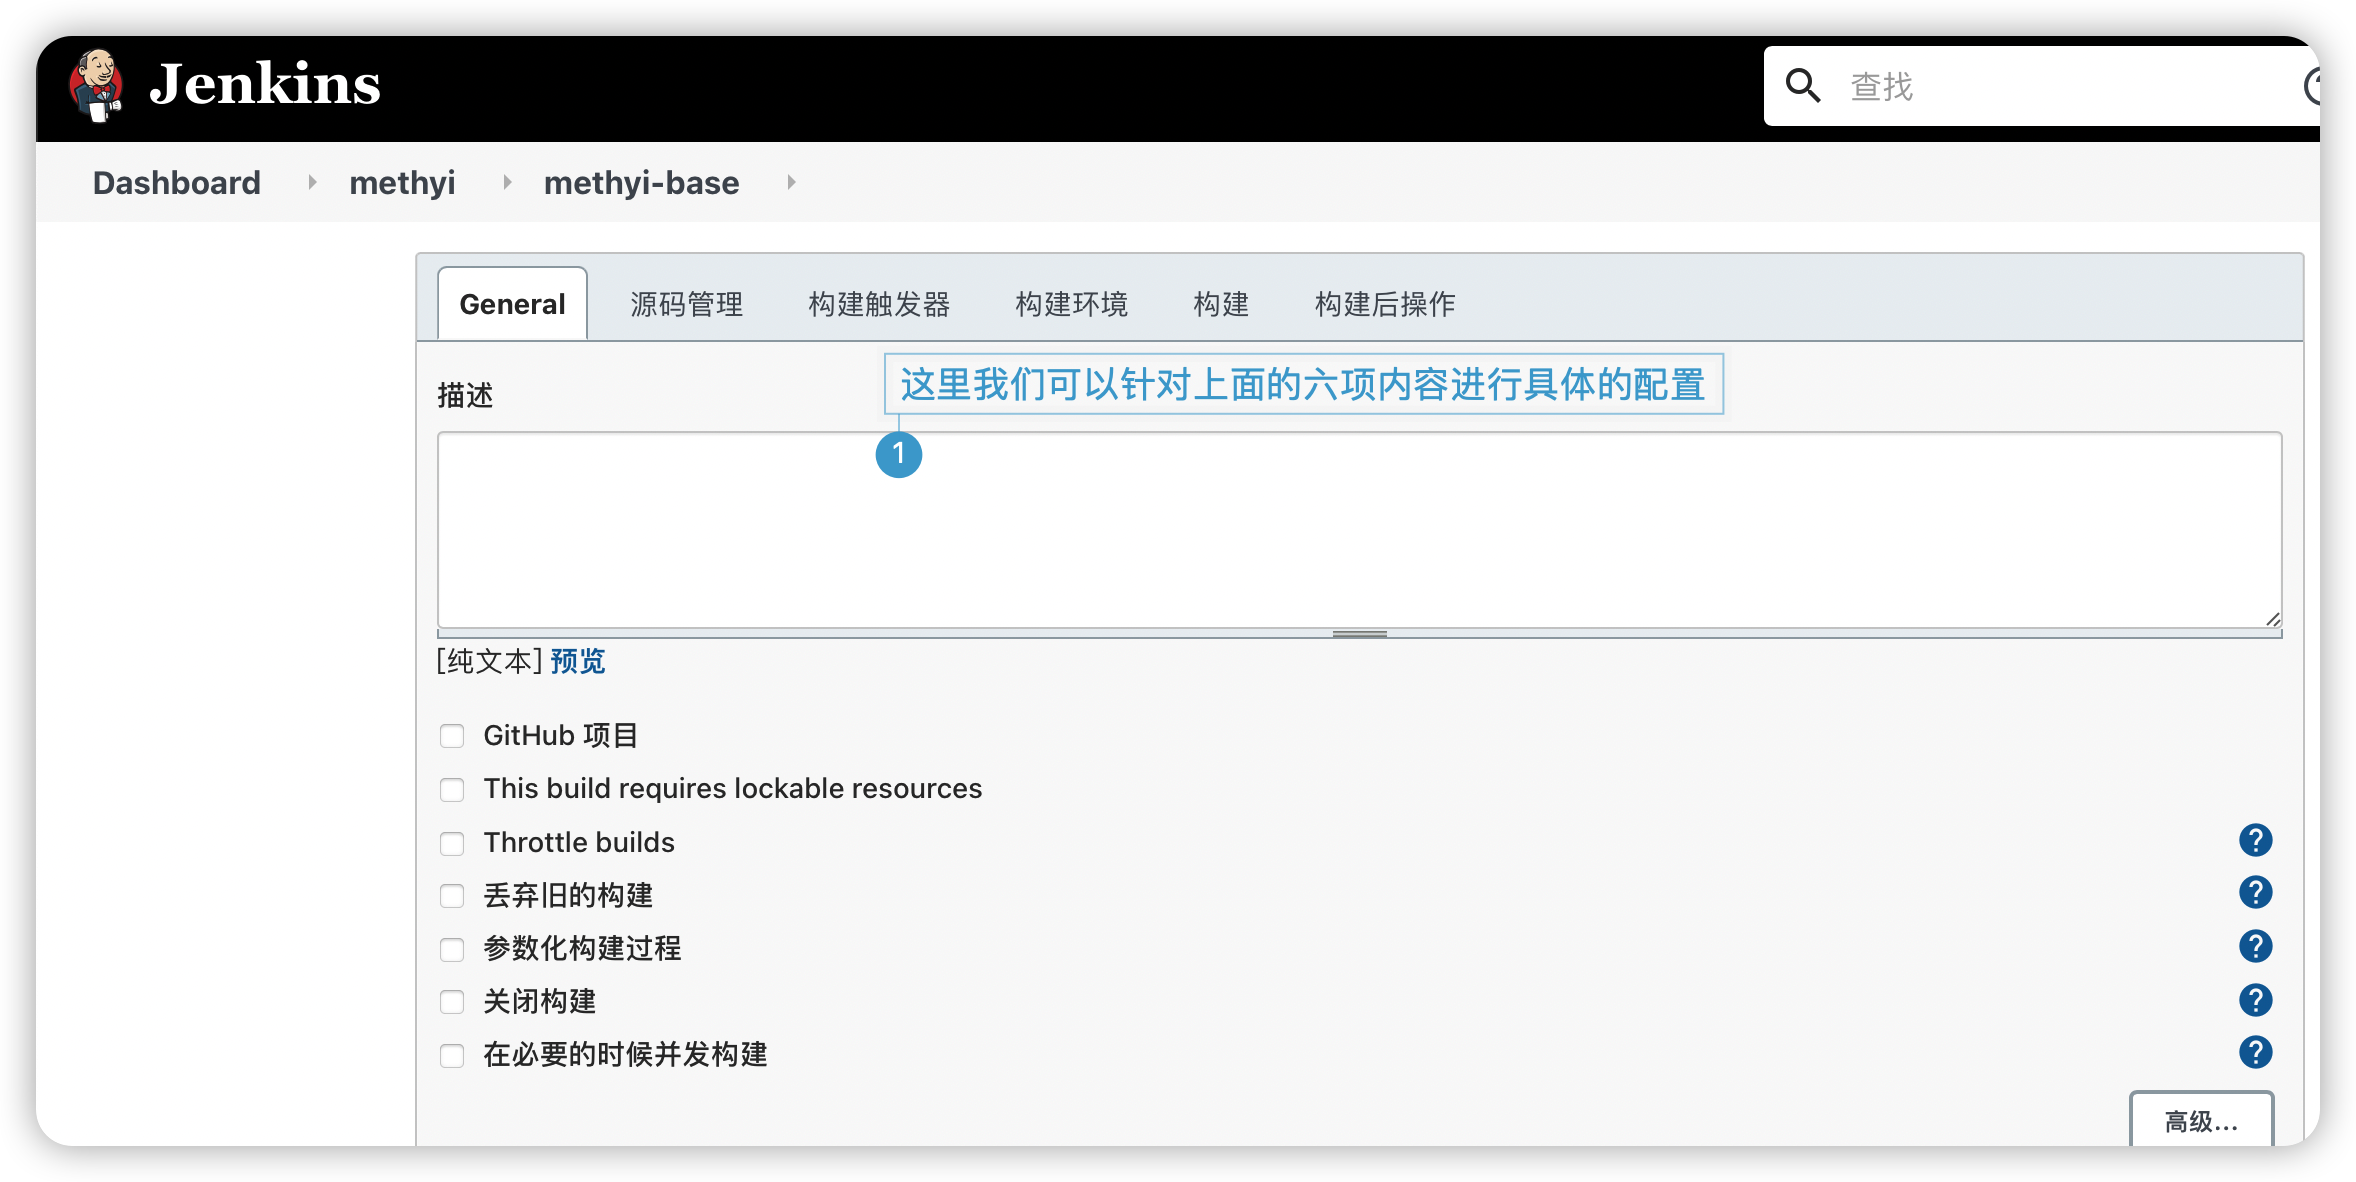 Jenkins
查找
Dashboard methyi methyi-base
General 源码管理 构建触发器 构建环境 构建 构建后操作
这里我们可以针对上面的六项内容进行具体的配置
描述
1
[纯文本] 预览
GitHub 项目
This build requires lockable resources
Throttle builds ?
丢弃旧的构建 ?
参数化构建过程 ?
关闭构建 ?
在必要的时候并发构建 ?
高级...